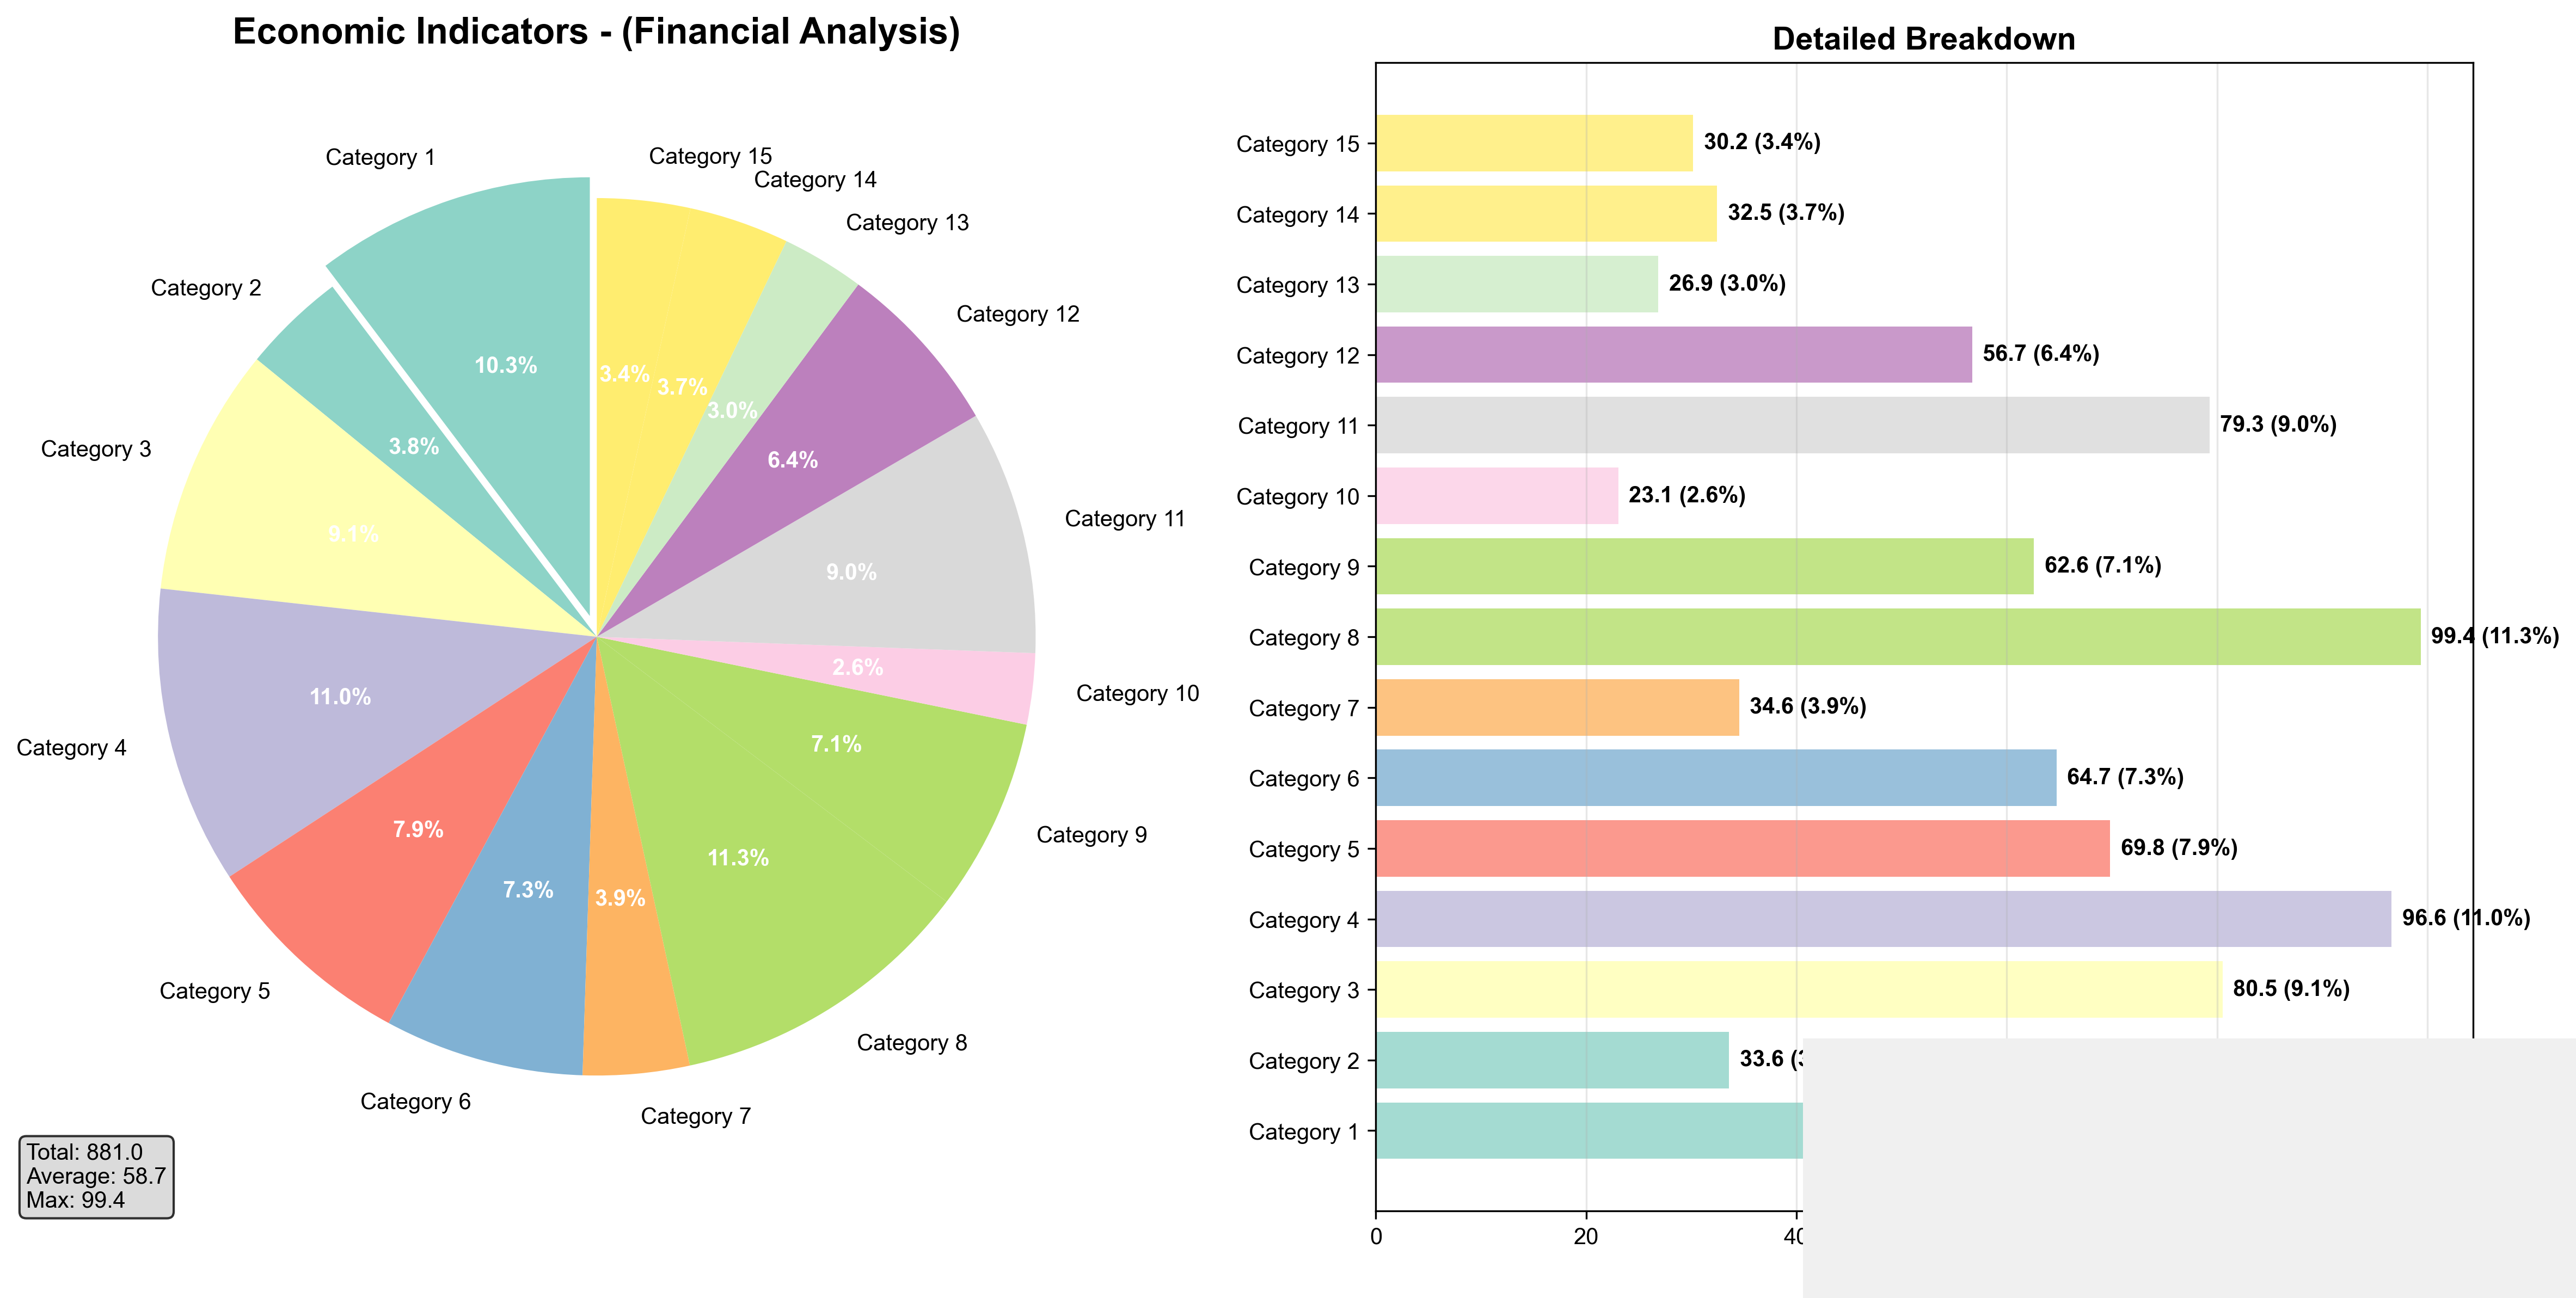 Economic Indicators - (Financial Analysis)
Category 1
Category 2
Category 3
Category 4
Category 5
Category 6
Category 7
Category 8
Category 9
Category 10
Category 11
Category 12
Category 13
Category 14
Category 15
10.3%
3.8%
9.1%
11.0%
7.9%
7.3%
3.9%
11.3%
7.1%
2.6%
9.0%
6.4%
3.0%
3.7%
3.4%
Total: 881.0
Average: 58.7
Max: 99.4
Detailed Breakdown
Category 15 30.2 (3.4%)
Category 14 32.5 (3.7%)
Category 13 26.9 (3.0%)
Category 12 56.7 (6.4%)
Category 11 79.3 (9.0%)
Category 10 23.1 (2.6%)
Category 9 62.6 (7.1%)
Category 8 99.4 (11.3%)
Category 7 34.6 (3.9%)
Category 6 64.7 (7.3%)
Category 5 69.8 (7.9%)
Category 4 96.6 (11.0%)
Category 3 80.5 (9.1%)
Category 2 33.6
Category 1
0 20 40